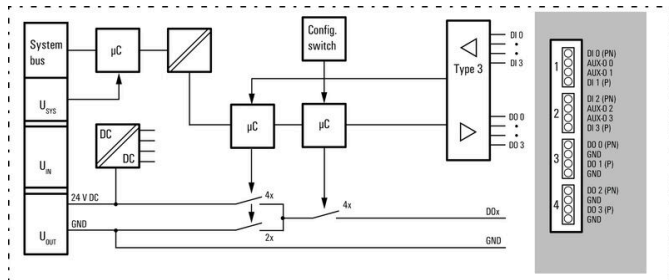 System
bus
µC
Config.
switch
Type 3
DI 0
DI 3
U SYS
DO 0
DO 3
µC
µC
DC
DC
U IN
24 V DC
4x
4x
DOx
GND
2x
GND
U OUT
1
DI 0 (PN)
AUX-O 0
AUX-O 1
DI 1 (P)
2
DI 2 (PN)
AUX-O 2
AUX-O 3
DI 3 (P)
3
DO 0 (PN)
GND
DO 1 (P)
GND
4
DO 2 (PN)
GND
DO 3 (P)
GND